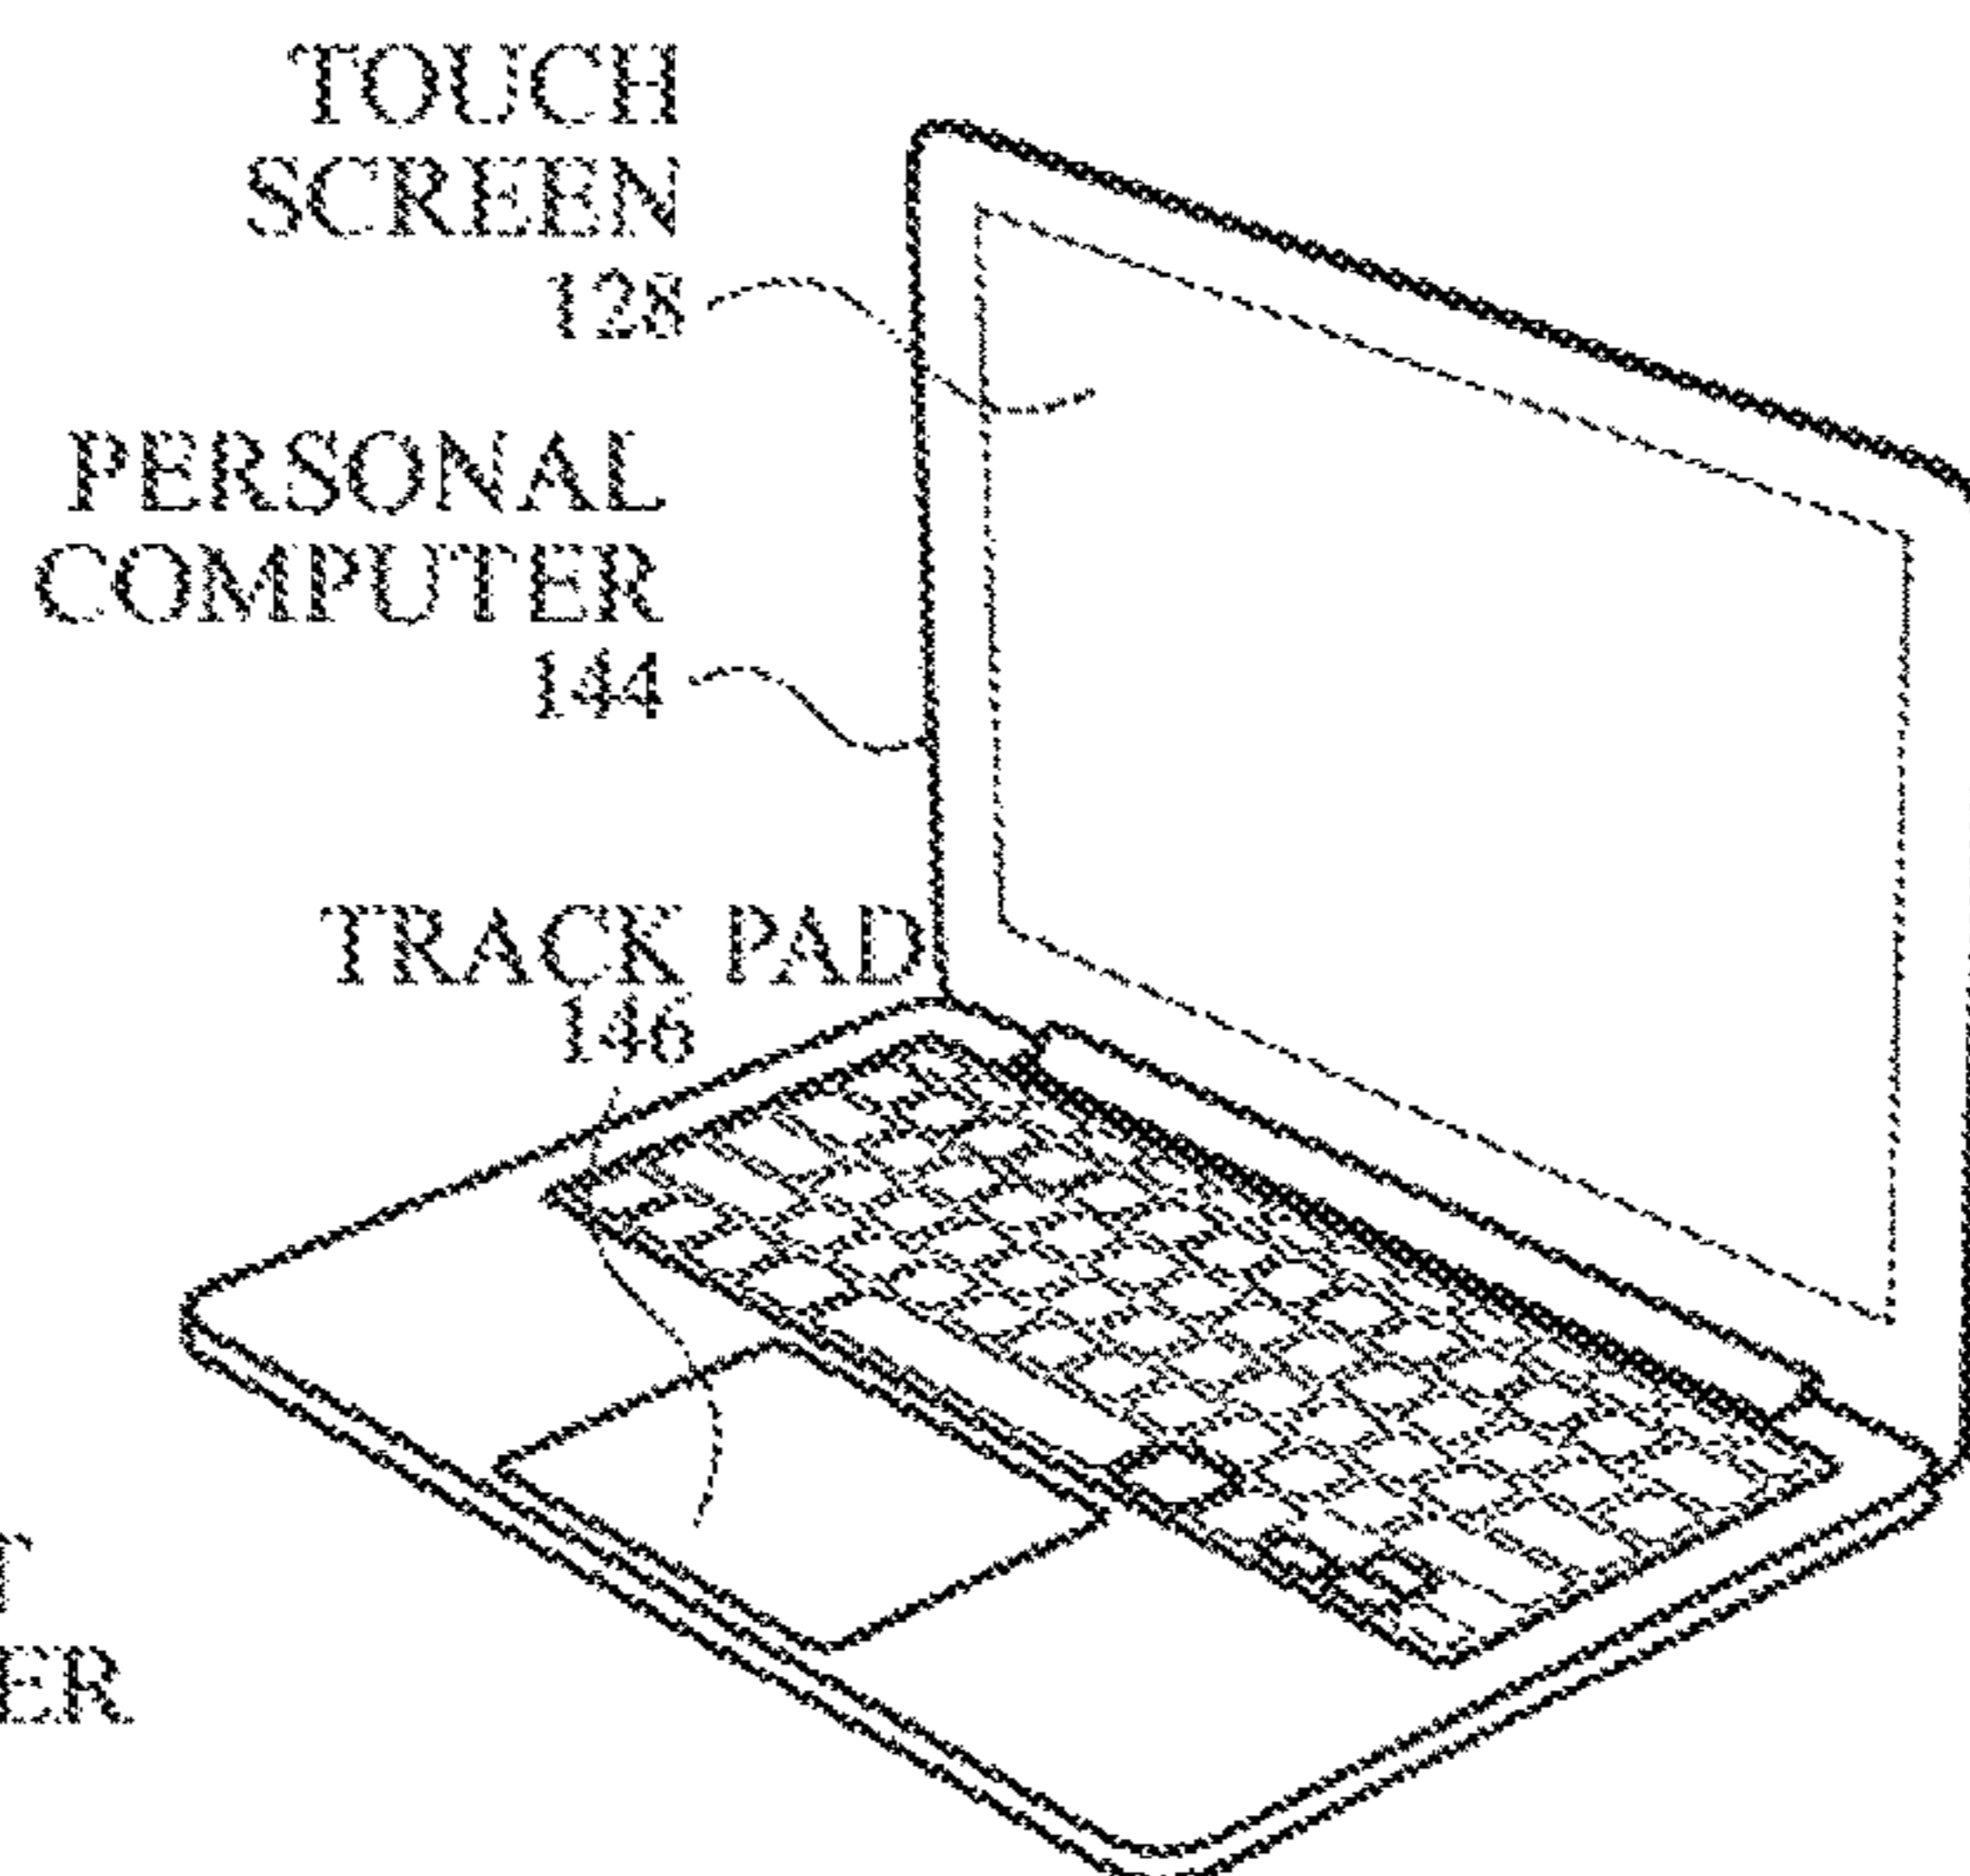 TOUCH
SCREEN
128
PERSONAL
COMPUTER
144
TRACK PAD
146
T
ER